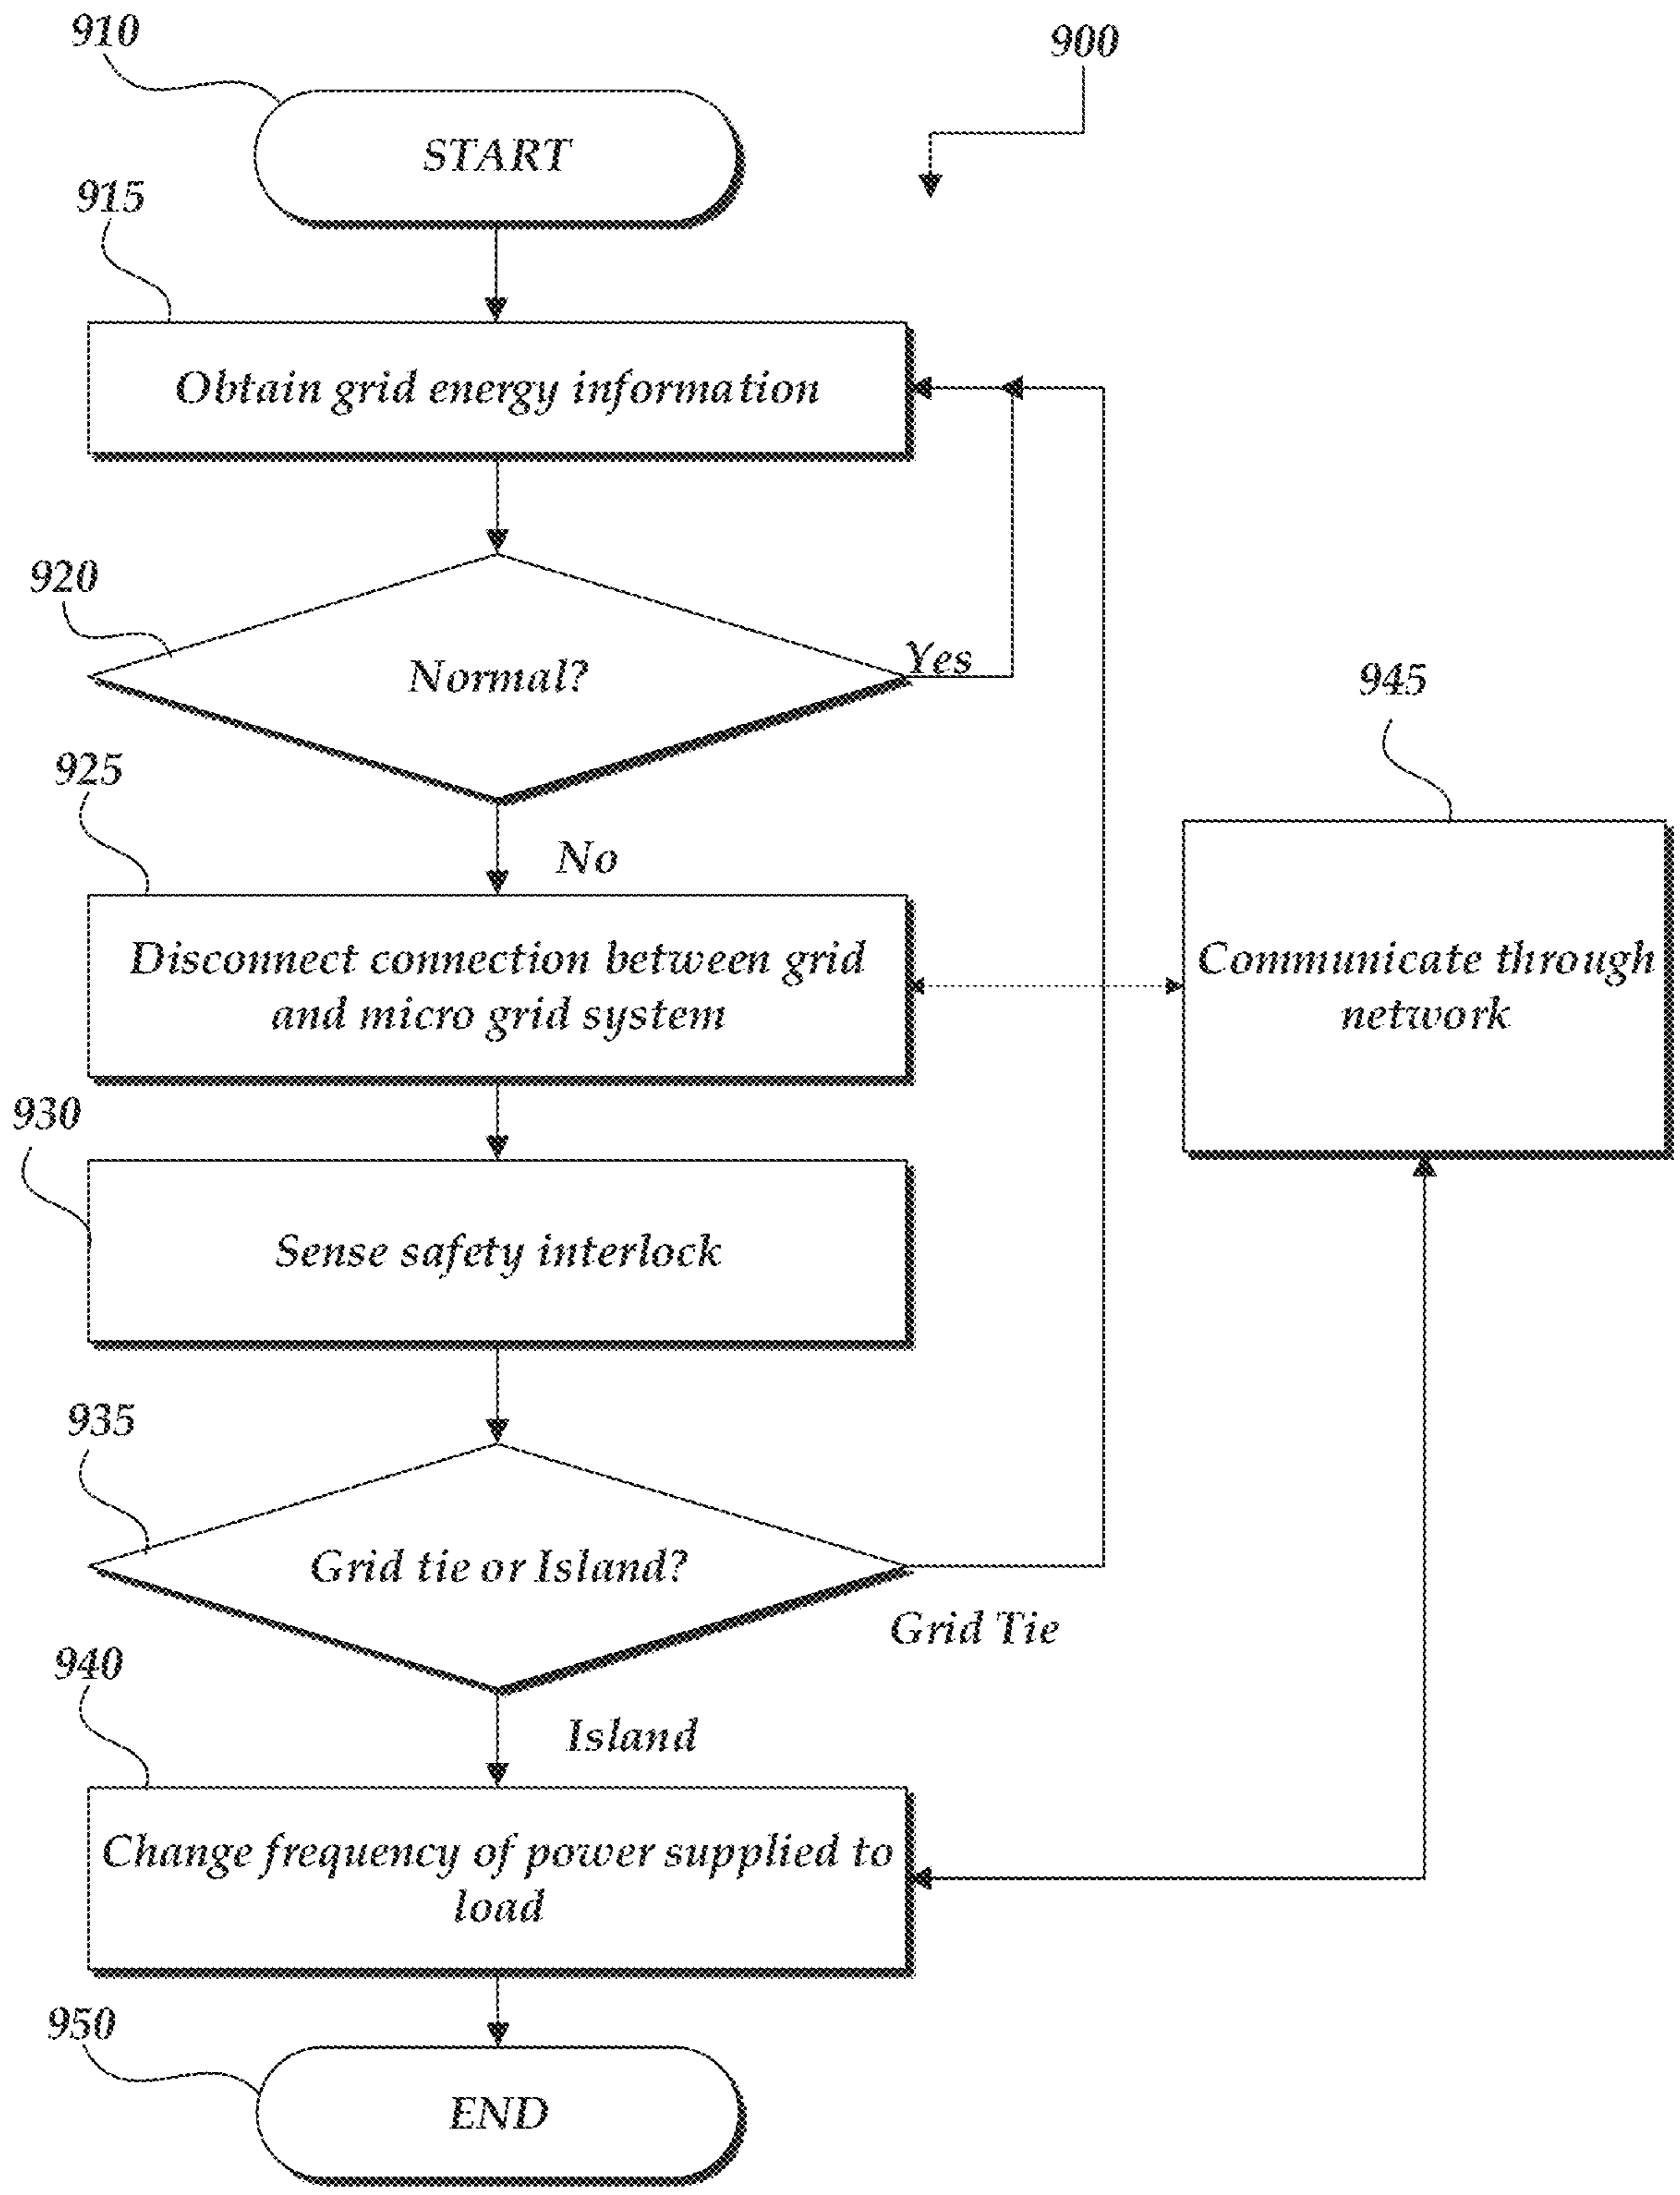 910
900
START
915
Obtain grid energy information
920
Normal?
Yes
945
925
No
Disconnect connection between grid
and micro grid system
Communicate through
network
930
Sense safety interlock
935
Grid tie or Island?
Grid Tie
940
Island
Change frequency of power supplied to
load
950
END